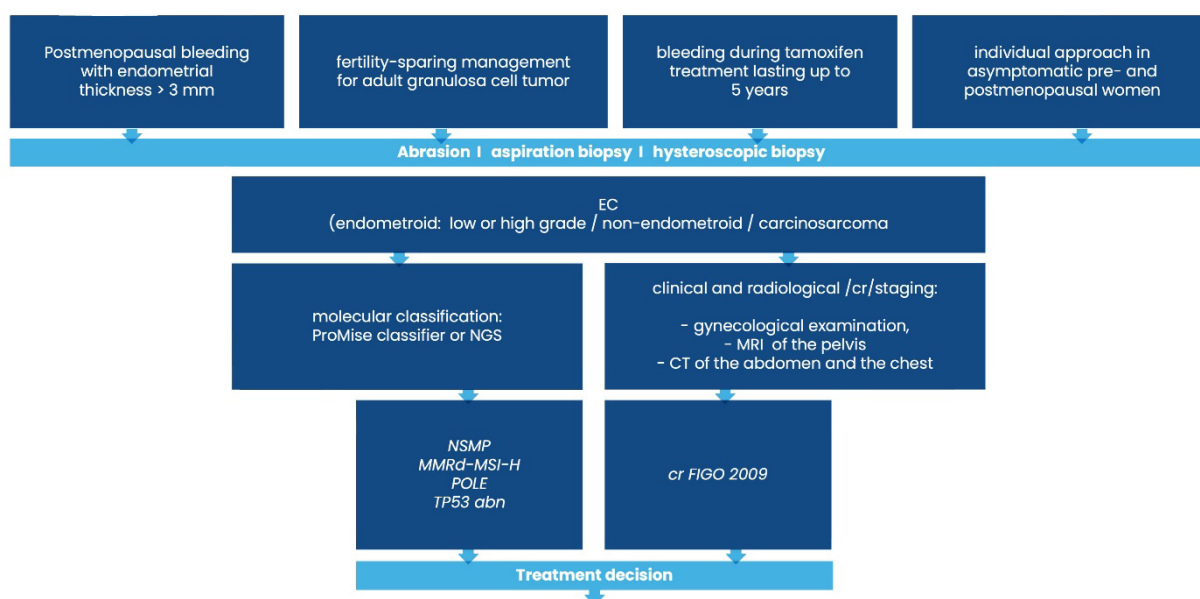 Postmenopausal bleeding
with endometrial
thickness > 3 mm
fertility-sparing management
for adult granulosa cell tumor
bleeding during tamoxifen
treatment lasting up to
5 years
individual approach in
asymptomatic pre- and
postmenopausal women
Abrasion I aspiration biopsy I hysteroscopic biopsy
EC
(endometroid: low or high grade / non-endometroid / carcinosarcoma
molecular classification:
ProMise classifier or NGS
clinical and radiological /cr/staging:
- gynecological examination,
- MRI of the pelvis
- CT of the abdomen and the chest
NSMP
MMRd-MSI-H
POLE
TP53 abn
cr FIGO 2009
Treatment decision